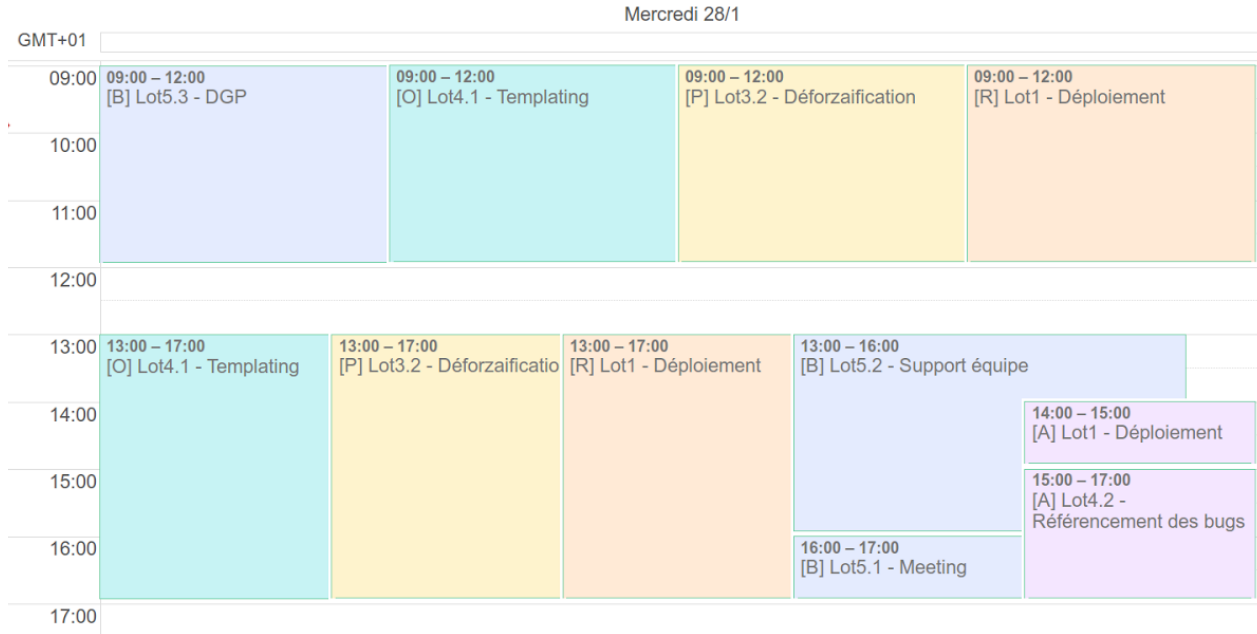 Mercredi 28/1
GMT+01
09:00
09:00 – 12:00
[B] Lot5.3 - DGP
09:00 – 12:00
[O] Lot4.1 - Templating
09:00 – 12:00
[P] Lot3.2 - Déforzaification
09:00 – 12:00
[R] Lot1 - Déploiement
10:00
11:00
12:00
13:00
13:00 – 17:00
[O] Lot4.1 - Templating
13:00 – 17:00
[P] Lot3.2 - Déforzaificatio
13:00 – 17:00
[R] Lot1 - Déploiement
13:00 – 16:00
[B] Lot5.2 - Support équipe
14:00
14:00 – 15:00
[A] Lot1 - Déploiement
15:00
15:00 – 17:00
[A] Lot4.2 -
Référencement des bugs
16:00
16:00 – 17:00
[B] Lot5.1 - Meeting
17:00